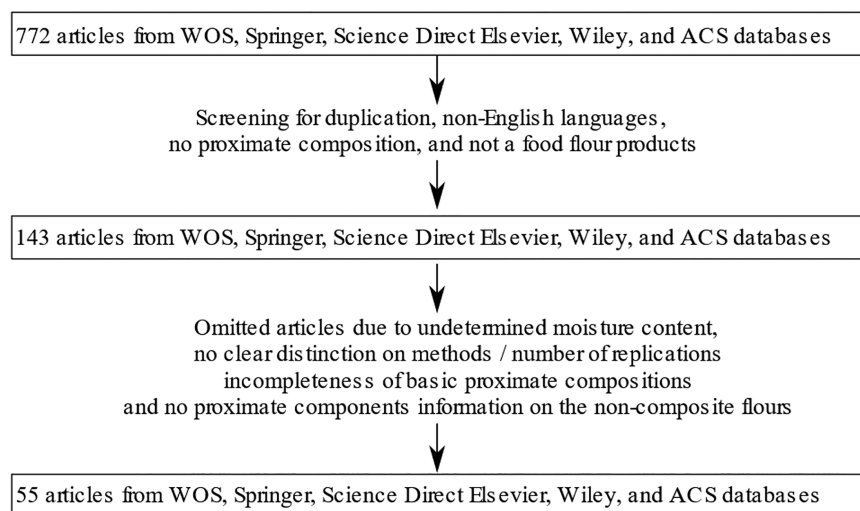 772 articles from WOS, Springer, Science Direct Elsevier, Wiley, and ACS databases
Screening for duplication, non-English languages,
no proximate composition, and not a food flour products
143 articles from WOS, Springer, Science Direct Elsevier, Wiley, and ACS databases
Omitted articles due to undetermined moisture content,
no clear distinction on methods / number of replications
incompleteness of basic proximate compositions
and no proximate components information on the non-composite flours
55 articles from WOS, Springer, Science Direct Elsevier, Wiley, and ACS databases